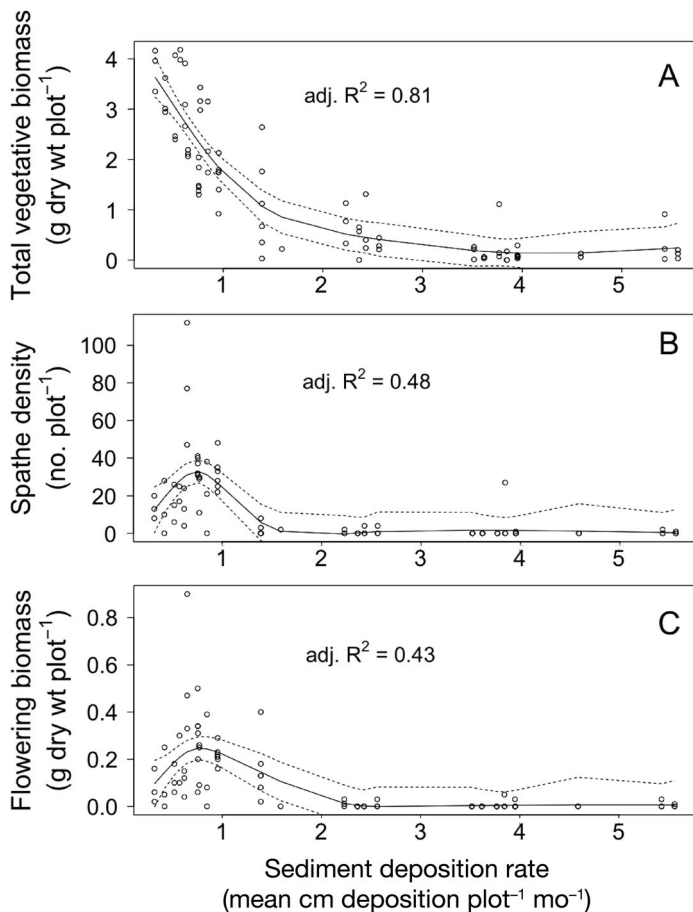 A
adj. R² = 0.81
Total vegetative biomass
(g dry wt plot⁻¹)
4
3
2
1
0
1 2 3 4 5
B
adj. R² = 0.48
Spathe density
(no. plot⁻¹)
100
80
60
40
20
0
1 2 3 4 5
C
adj. R² = 0.43
Flowering biomass
(g dry wt plot⁻¹)
0.8
0.6
0.4
0.2
0.0
1 2 3 4 5
Sediment deposition rate
(mean cm deposition plot⁻¹ mo⁻¹)